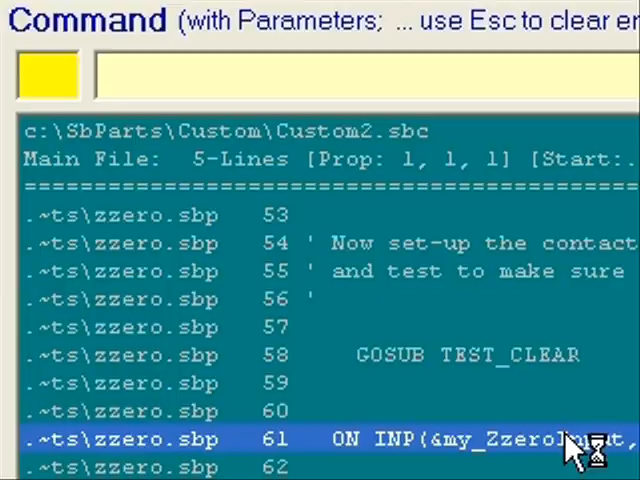 Command (with Parameters; ... use Esc to clear er
c:\SbParts\Custom\Custom2.sbc
Main File: 5-Lines [Prop: 1, 1, 1] [Start:.
============================================
.~ts\zzero.sbp 53
.~ts\zzero.sbp 54 ' Now set-up the contact
.~ts\zzero.sbp 55 ' and test to make sure
.~ts\zzero.sbp 56 '
.~ts\zzero.sbp 57
.~ts\zzero.sbp 58 GOSUB TEST_CLEAR
.~ts\zzero.sbp 59
.~ts\zzero.sbp 60
.~ts\zzero.sbp 61 ON INP(&my_ZzeroInput,
.~ts\zzero.sbp 62